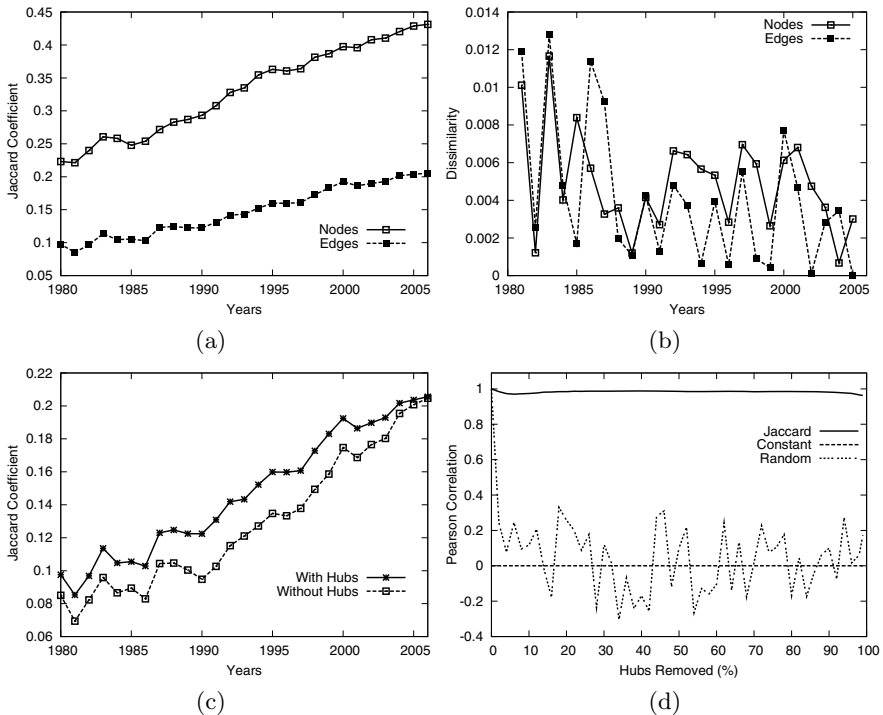 0.45
0.4
0.35
0.3
0.25
0.2
0.15
0.1
0.05
Jaccard Coefficient
Nodes
Edges
1980 1985 1990 1995 2000 2005
Years
(a)
0.014
0.012
0.01
0.008
0.006
0.004
0.002
0
Dissimilarity
Nodes
Edges
1980 1985 1990 1995 2000 2005
Years
(b)
0.22
0.2
0.18
0.16
0.14
0.12
0.1
0.08
0.06
Jaccard Coefficient
With Hubs
Without Hubs
1980 1985 1990 1995 2000 2005
Years
(c)
1
0.8
0.6
0.4
0.2
0
-0.2
-0.4
Pearson Correlation
Jaccard
Constant
Random
0 10 20 30 40 50 60 70 80 90 100
Hubs Removed (%)
(d)